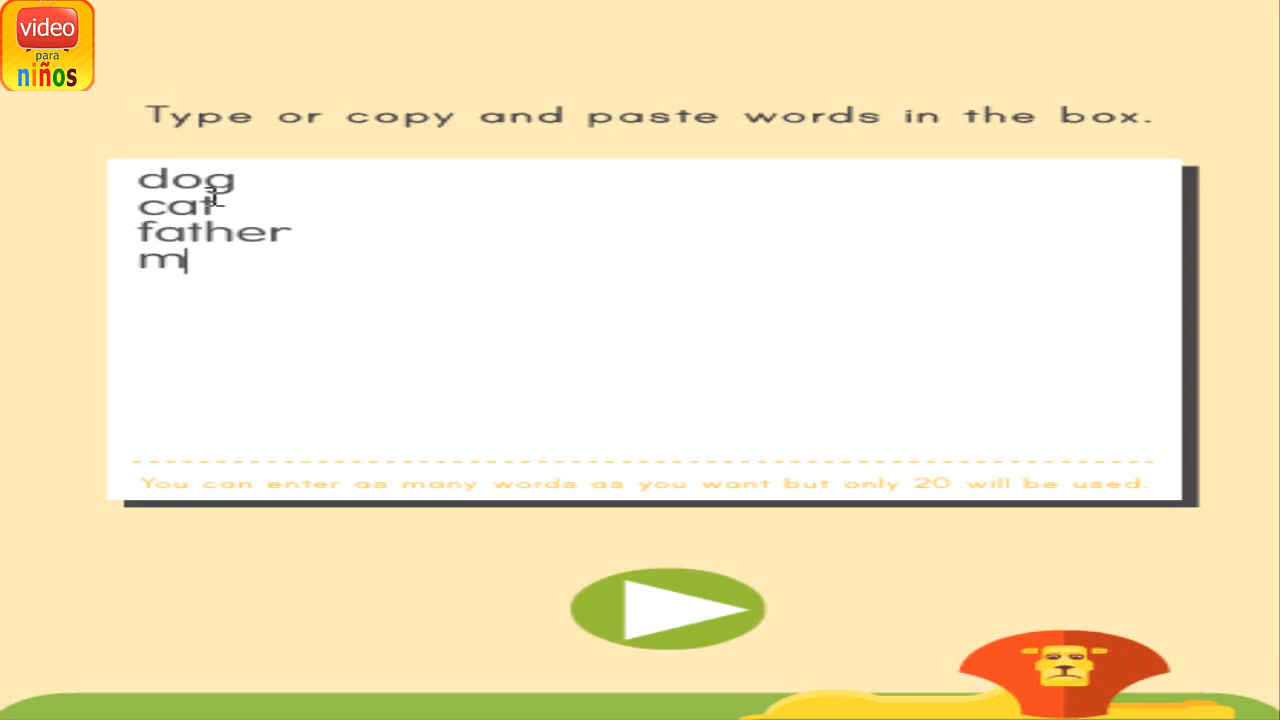 video
para
niños
Type or copy and paste words in the box.
dog
cat
father
m
You can enter as many words as you want but only 20 will be used.